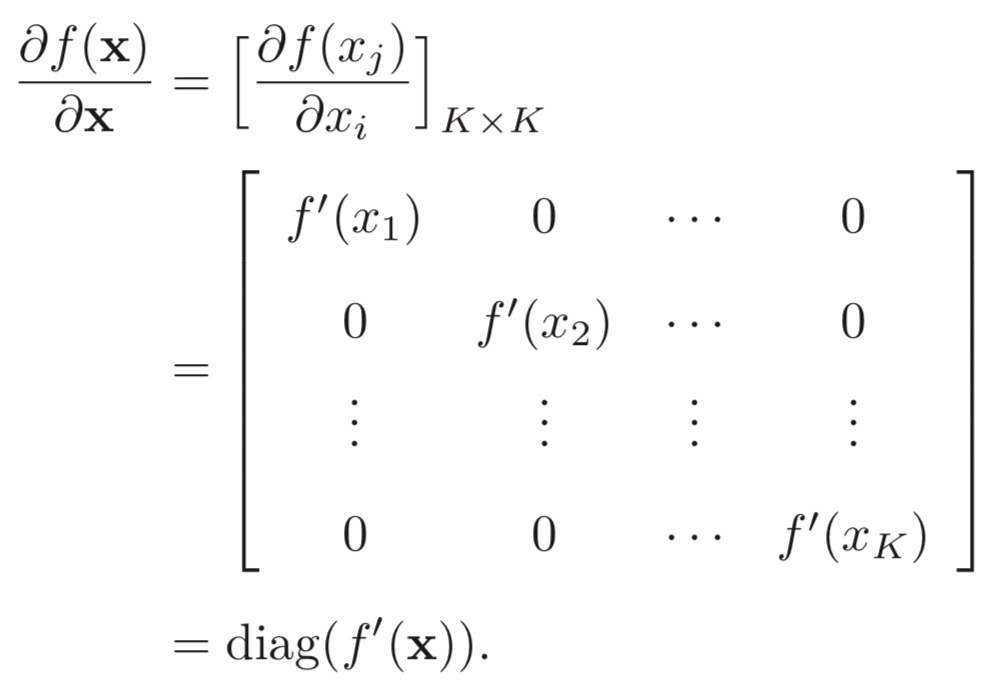 ∂f(𝐱)/∂𝐱 = [∂f(x_j)/∂x_i]_{K×K}
= [ f′(x_1) 0 ⋯ 0
0 f′(x_2) ⋯ 0
⋮ ⋮ ⋮ ⋮
0 0 ⋯ f′(x_K) ]
= diag(f′(𝐱)).